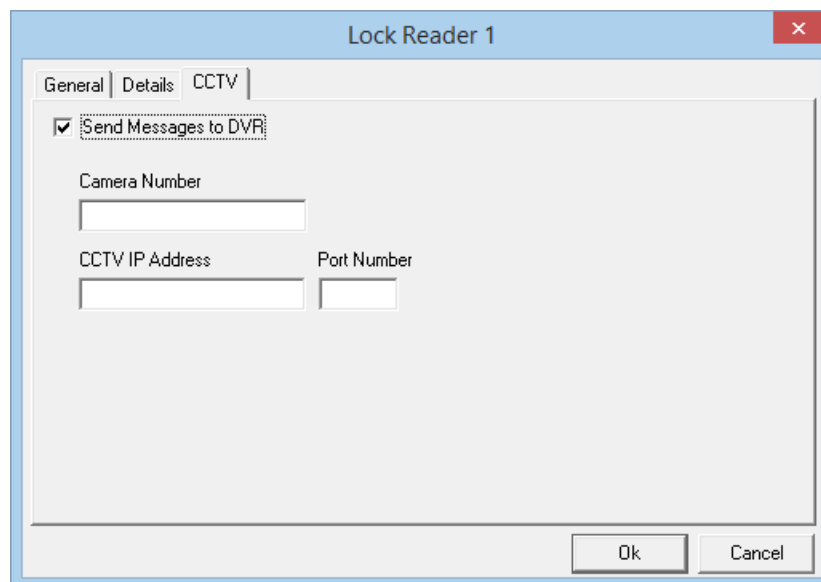 Lock Reader 1
General Details CCTV
Send Messages to DVR
Camera Number
CCTV IP Address Port Number
Ok Cancel